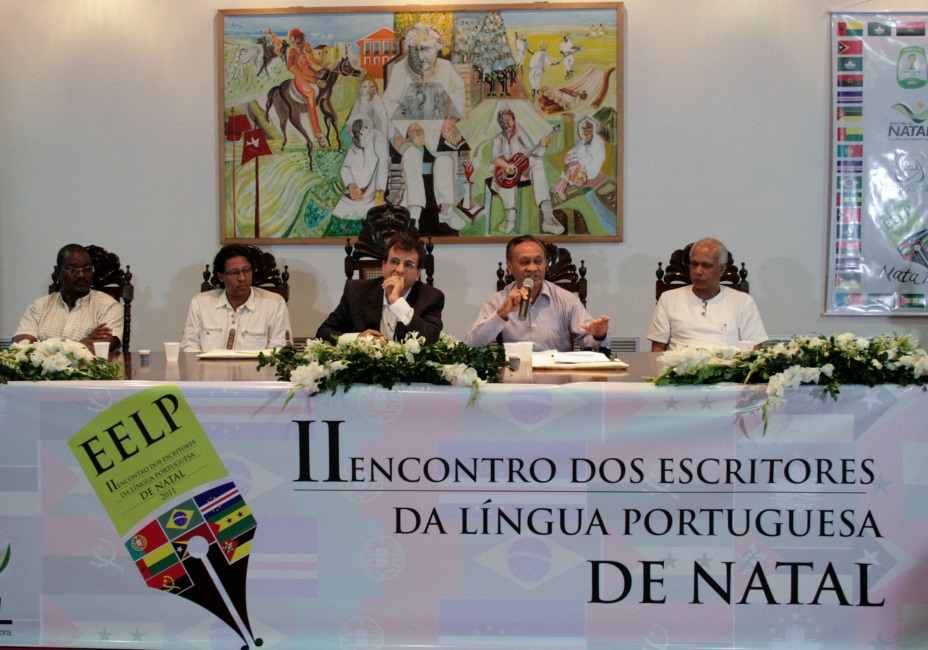 NATAL
EELP
II ENCONTRO DOS ESCRITORES
DA LÍNGUA PORTUGUESA
DE NATAL
2011
II ENCONTRO DOS ESCRITORES
DA LÍNGUA PORTUGUESA
DE NATAL